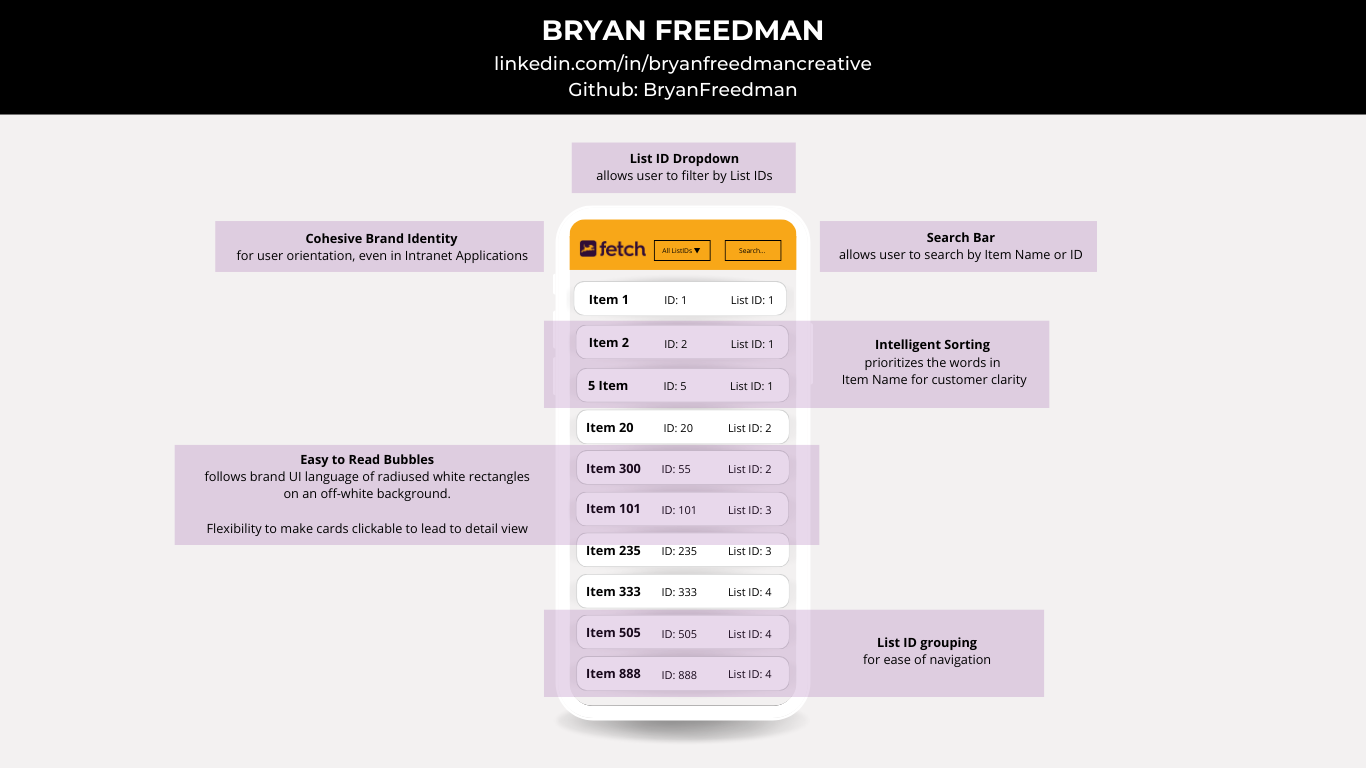 BRYAN FREEDMAN
linkedin.com/in/bryanfreedmancreative
Github: BryanFreedman
List ID Dropdown
allows user to filter by List IDs
Cohesive Brand Identity
for user orientation, even in Intranet Applications
Search Bar
allows user to search by Item Name or ID
fetch All ListIDs ▼ Search...
Item 1 ID: 1 List ID: 1
Item 2 ID: 2 List ID: 1
5 Item ID: 5 List ID: 1
Intelligent Sorting
prioritizes the words in
Item Name for customer clarity
Item 20 ID: 20 List ID: 2
Easy to Read Bubbles
follows brand UI language of radiused white rectangles
on an off-white background.
Flexibility to make cards clickable to lead to detail view
Item 300 ID: 55 List ID: 2
Item 101 ID: 101 List ID: 3
Item 235 ID: 235 List ID: 3
Item 333 ID: 333 List ID: 4
Item 505 ID: 505 List ID: 4
Item 888 ID: 888 List ID: 4
List ID grouping
for ease of navigation